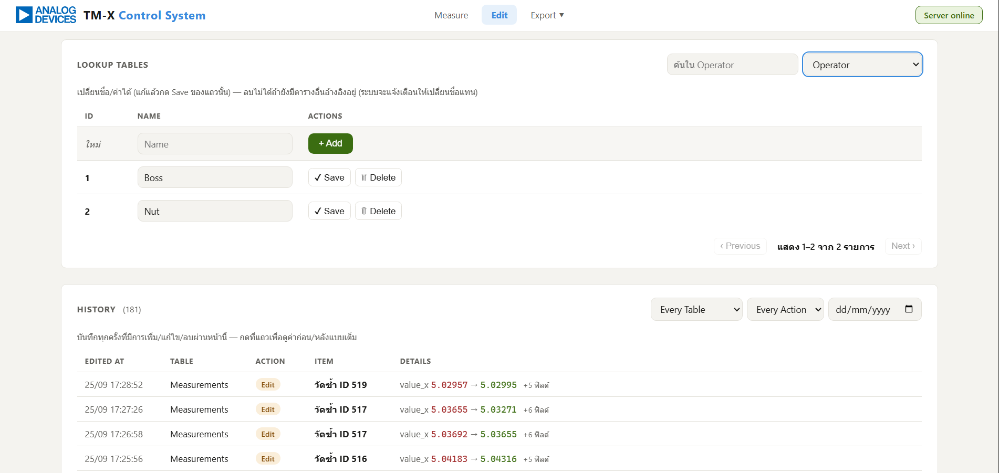 ANALOG DEVICES TM-X Control System Measure Edit Export ▼ Server online
LOOKUP TABLES ค้นใน Operator Operator
เปลี่ยนชื่อ/ค่าได้ (แก้แล้วกด Save ของแถวนั้น) — ลบไม่ได้ถ้ายังมีตารางอื่นอ้างอิงอยู่ (ระบบจะแจ้งเตือนให้เปลี่ยนชื่อแทน)
ID NAME ACTIONS
ใหม่ Name + Add
1 Boss ✓ Save Delete
2 Nut ✓ Save Delete
‹ Previous แสดง 1–2 จาก 2 รายการ Next ›
HISTORY (181) Every Table Every Action dd/mm/yyyy
บันทึกทุกครั้งที่มีการเพิ่ม/แก้ไข/ลบผ่านหน้านี้ — กดที่แถวเพื่อดูค่าก่อน/หลังแบบเต็ม
EDITED AT TABLE ACTION ITEM DETAILS
25/09 17:28:52 Measurements Edit วัดซ้ำ ID 519 value_x 5.02957 → 5.02995 +5 ฟิลด์
25/09 17:27:26 Measurements Edit วัดซ้ำ ID 517 value_x 5.03655 → 5.03271 +6 ฟิลด์
25/09 17:26:58 Measurements Edit วัดซ้ำ ID 517 value_x 5.03692 → 5.03655 +6 ฟิลด์
25/09 17:25:56 Measurements Edit วัดซ้ำ ID 516 value_x 5.04183 → 5.04316 +5 ฟิลด์